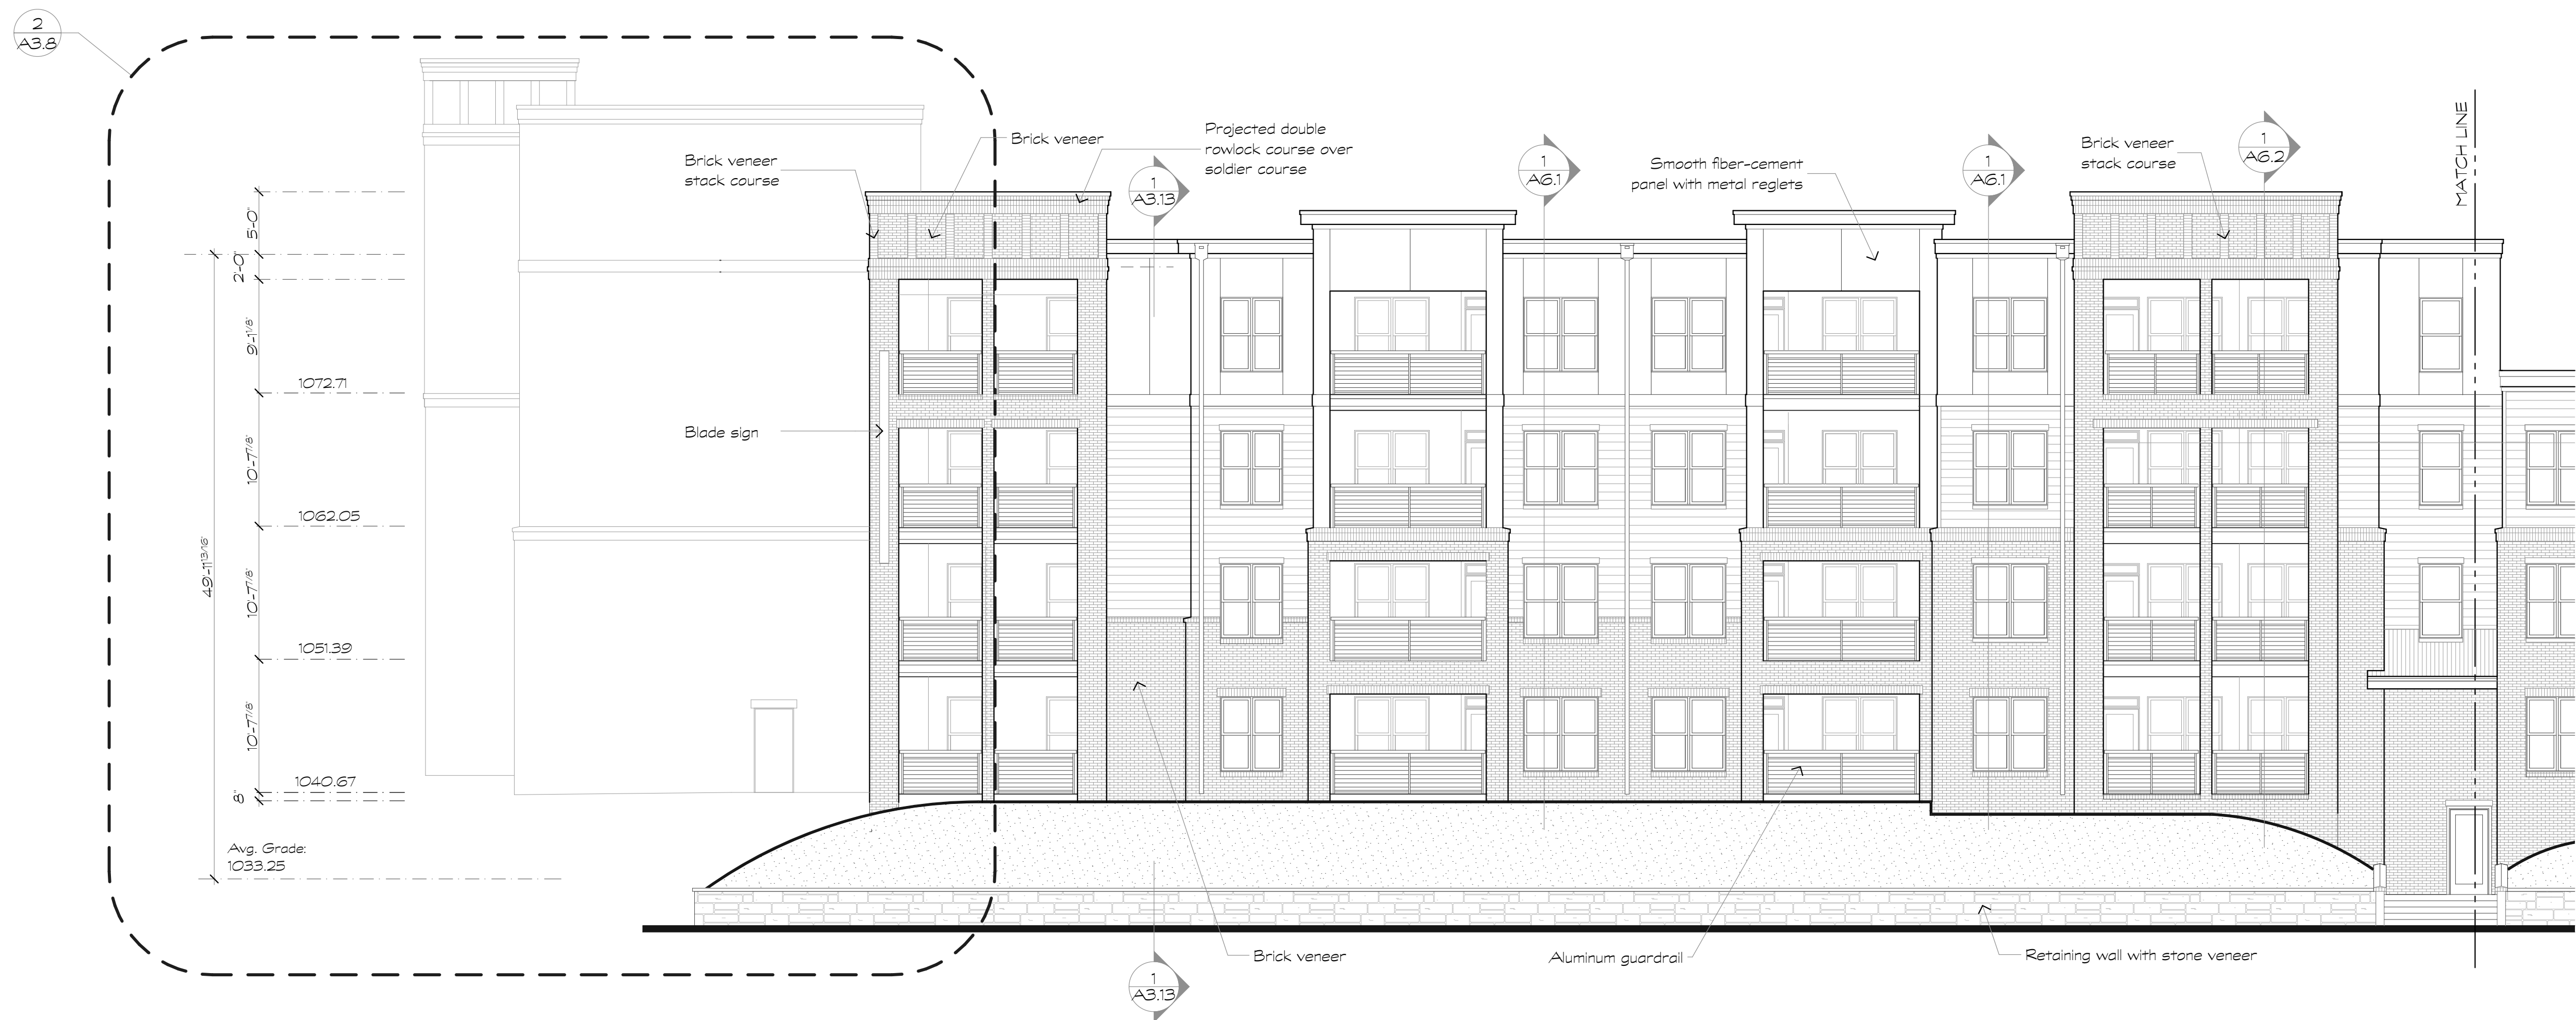 2
A3.8
Brick veneer
stack course
Brick veneer
Projected double
rowlock course over
soldier course
1
A3.13
1
A6.1
Smooth fiber-cement
panel with metal reglets
1
A6.1
Brick veneer
stack course
1
A6.2
MATCH LINE
5'-0"
2'-0"
9'-1 1/8"
1072.71
10'-7 7/8"
Blade sign
1062.05
49'-11 13/16"
10'-7 7/8"
1051.39
10'-7 7/8"
1040.67
8"
Avg. Grade:
1033.25
Brick veneer
Aluminum guardrail
Retaining wall with stone veneer
1
A3.13